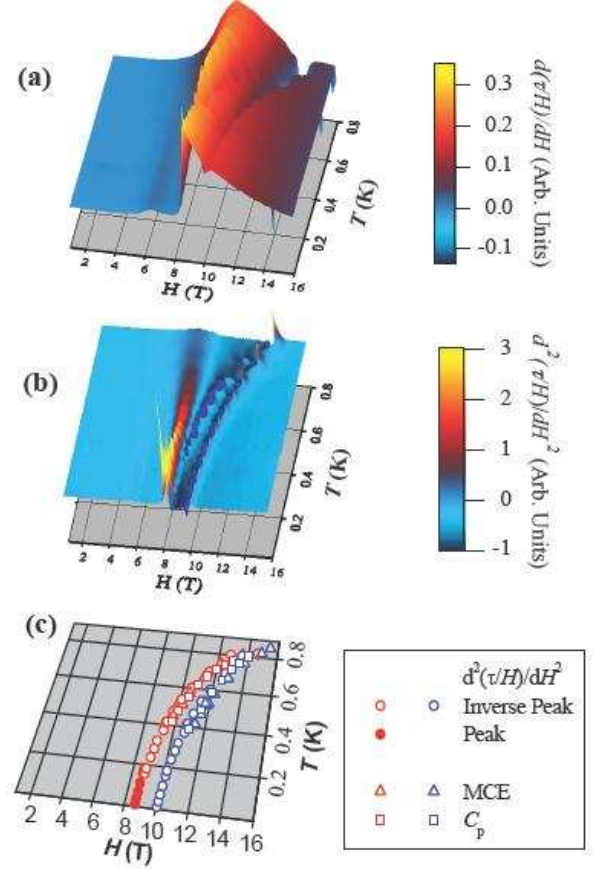 (a)
0.8
0.6
0.4
0.2
T (K)
2 4 6 8 10 12 14 16
H (T)
0.3
0.2
0.1
0.0
-0.1
d(τ/H)/dH (Arb. Units)
(b)
0.8
0.6
0.4
0.2
T (K)
2 4 6 8 10 12 14 16
H (T)
3
2
1
0
-1
d²(τ/H)/dH² (Arb. Units)
(c)
0.8
0.6
0.4
0.2
T (K)
2 4 6 8 10 12 14 16
H (T)
d²(τ/H)/dH²
Inverse Peak
Peak
MCE
Cp